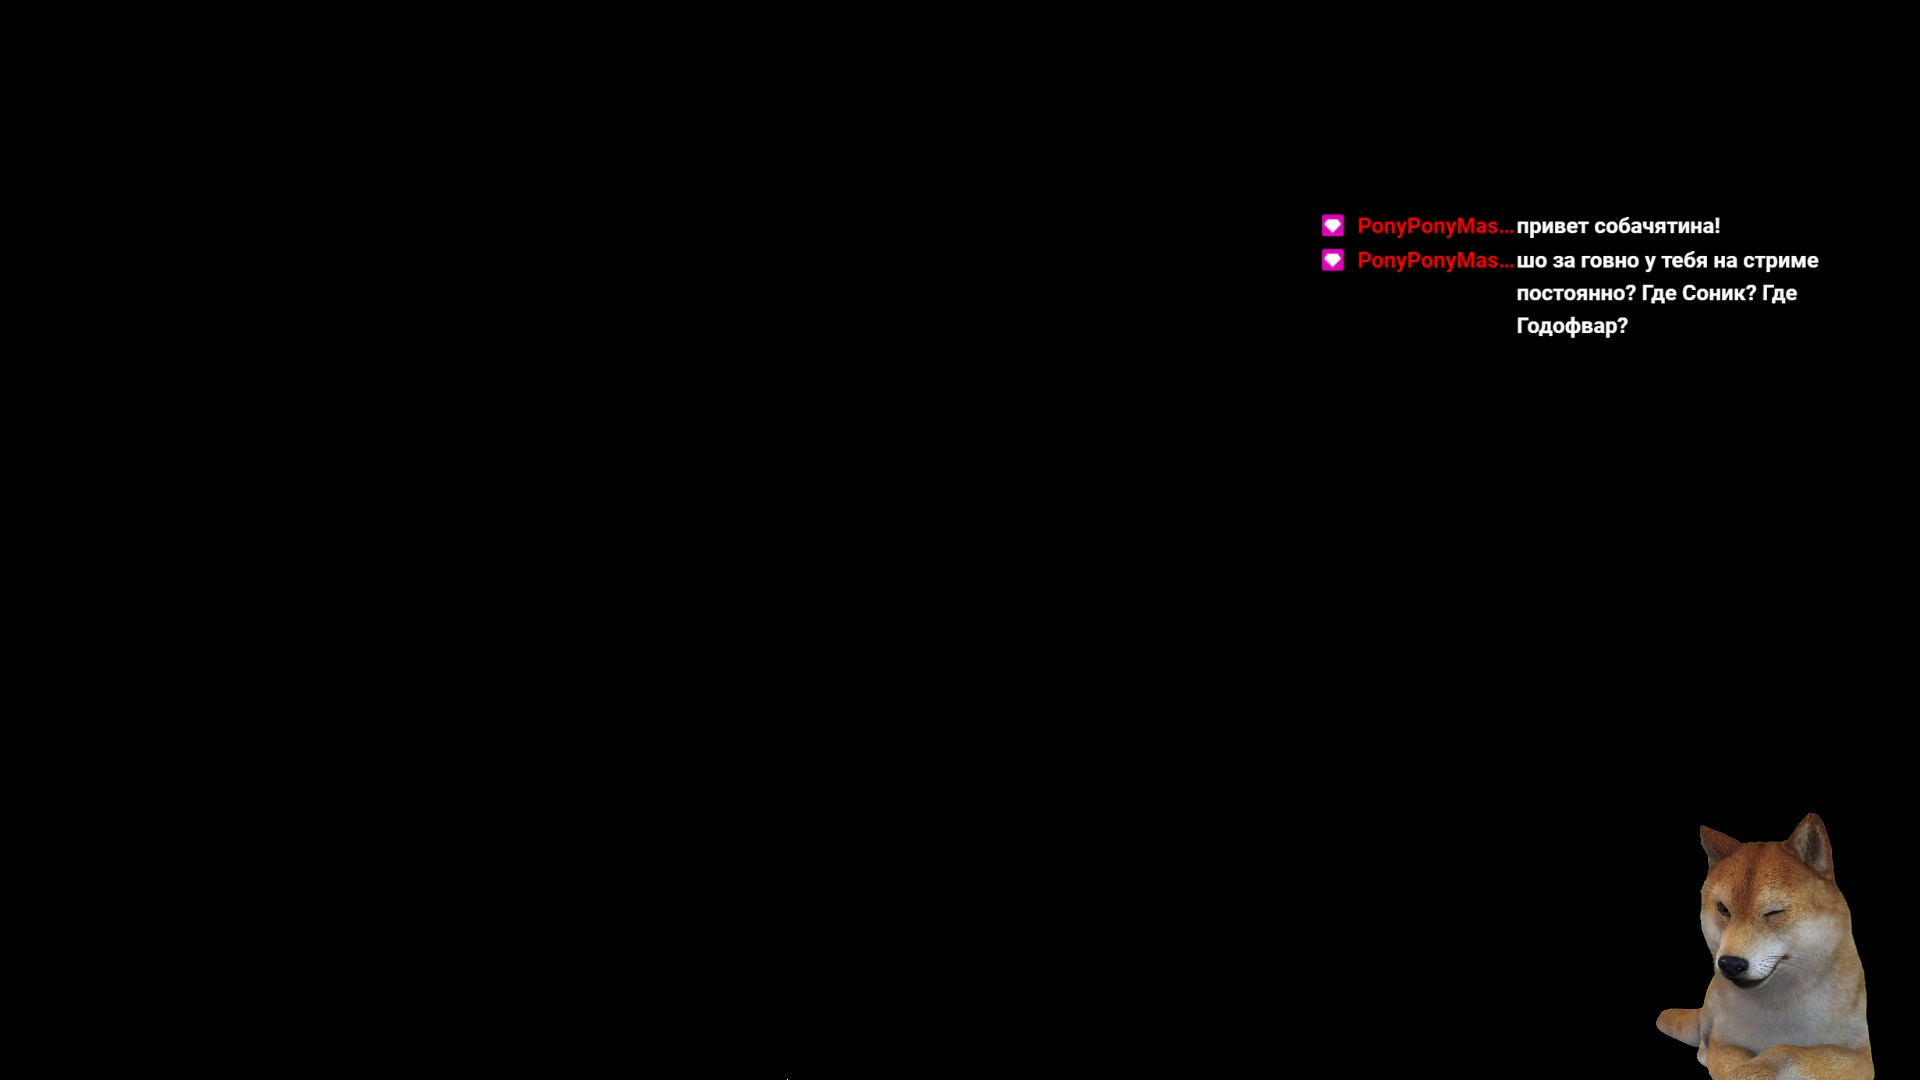 PonyPonyMas... привет собачятина!
PonyPonyMas... шо за говно у тебя на стриме
постоянно? Где Соник? Где
Годофвар?